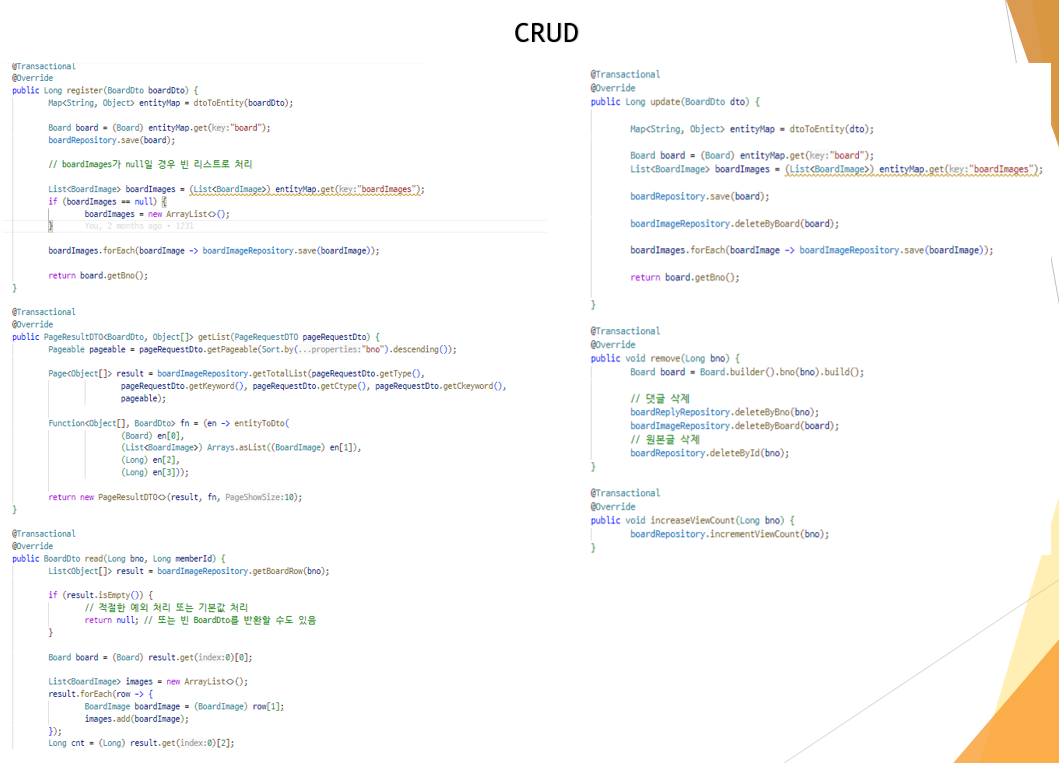 CRUD
@Transactional
@Override
public Long register(BoardDto boardDto) {
Map<String, Object> entityMap = dtoToEntity(boardDto);
Board board = (Board) entityMap.get(key:"board");
boardRepository.save(board);
// boardImages가 null일 경우 빈 리스트로 처리
List<BoardImage> boardImages = (List<BoardImage>) entityMap.get(key:"boardImages");
if (boardImages == null) {
boardImages = new ArrayList<>();
} You, 2 months ago • 1231
boardImages.forEach(boardImage -> boardImageRepository.save(boardImage));
return board.getBno();
}
@Transactional
@Override
public PageResultDTO<BoardDto, Object[]> getList(PageRequestDTO pageRequestDto) {
Pageable pageable = pageRequestDto.getPageable(Sort.by(...properties:"bno").descending());
Page<Object[]> result = boardImageRepository.getTotalList(pageRequestDto.getType(),
pageRequestDto.getKeyword(), pageRequestDto.getCtype(), pageRequestDto.getCkeyword(),
pageable);
Function<Object[], BoardDto> fn = (en -> entityToDto(
(Board) en[0],
(List<BoardImage>) Arrays.asList((BoardImage) en[1]),
(Long) en[2],
(Long) en[3]));
return new PageResultDTO<>(result, fn, PageShowSize:10);
}
@Transactional
@Override
public BoardDto read(Long bno, Long memberId) {
List<Object[]> result = boardImageRepository.getBoardRow(bno);
if (result.isEmpty()) {
// 적절한 예외 처리 또는 기본값 처리
return null; // 또는 빈 BoardDto를 반환할 수도 있음
}
Board board = (Board) result.get(index:0)[0];
List<BoardImage> images = new ArrayList<>();
result.forEach(row -> {
BoardImage boardImage = (BoardImage) row[1];
images.add(boardImage);
});
Long cnt = (Long) result.get(index:0)[2];
@Transactional
@Override
public Long update(BoardDto dto) {
Map<String, Object> entityMap = dtoToEntity(dto);
Board board = (Board) entityMap.get(key:"board");
List<BoardImage> boardImages = (List<BoardImage>) entityMap.get(key:"boardImages");
boardRepository.save(board);
boardImageRepository.deleteByBoard(board);
boardImages.forEach(boardImage -> boardImageRepository.save(boardImage));
return board.getBno();
}
@Transactional
@Override
public void remove(Long bno) {
Board board = Board.builder().bno(bno).build();
// 댓글 삭제
boardReplyRepository.deleteByBno(bno);
boardImageRepository.deleteByBoard(board);
// 원본글 삭제
boardRepository.deleteById(bno);
}
@Transactional
@Override
public void increaseViewCount(Long bno) {
boardRepository.incrementViewCount(bno);
}